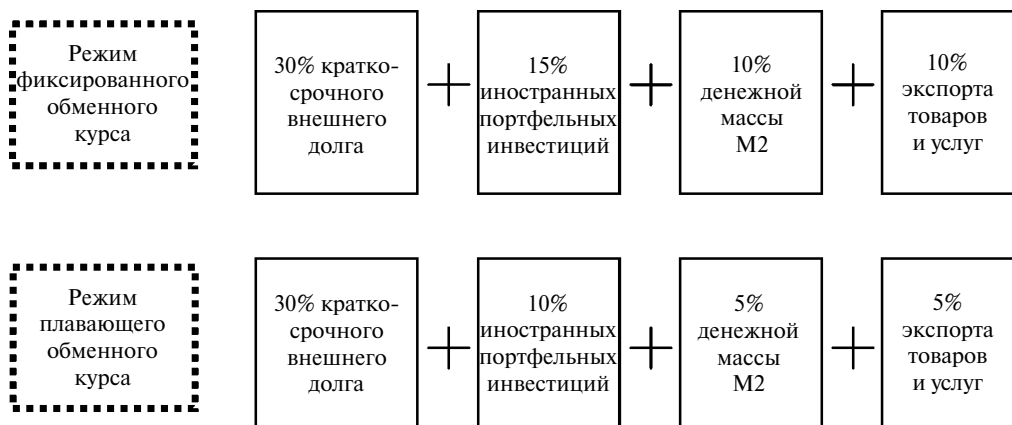 Режим
фиксированного
обменного
курса
30% кратко-
срочного
внешнего
долга
+
15%
иностранных
портфельных
инвестиций
+
10%
денежной
массы
М2
+
10%
экспорта
товаров
и услуг
Режим
плавающего
обменного
курса
30% кратко-
срочного
внешнего
долга
+
10%
иностранных
портфельных
инвестиций
+
5%
денежной
массы
М2
+
5%
экспорта
товаров
и услуг